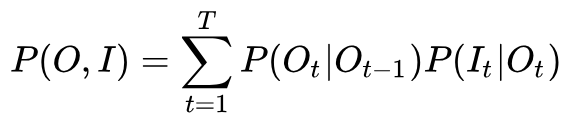 P(O, I) = \sum_{t=1}^{T} P(O_t|O_{t-1})P(I_t|O_t)